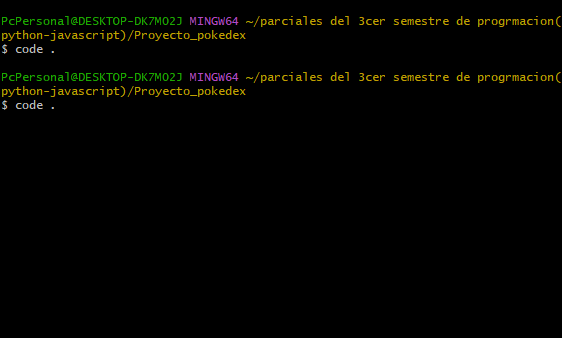 PcPersonal@DESKTOP-DK7MO2J MINGW64 ~/parciales del 3cer semestre de progrmacion(
python-javascript)/Proyecto_pokedex
$ code .
PcPersonal@DESKTOP-DK7MO2J MINGW64 ~/parciales del 3cer semestre de progrmacion(
python-javascript)/Proyecto_pokedex
$ code .